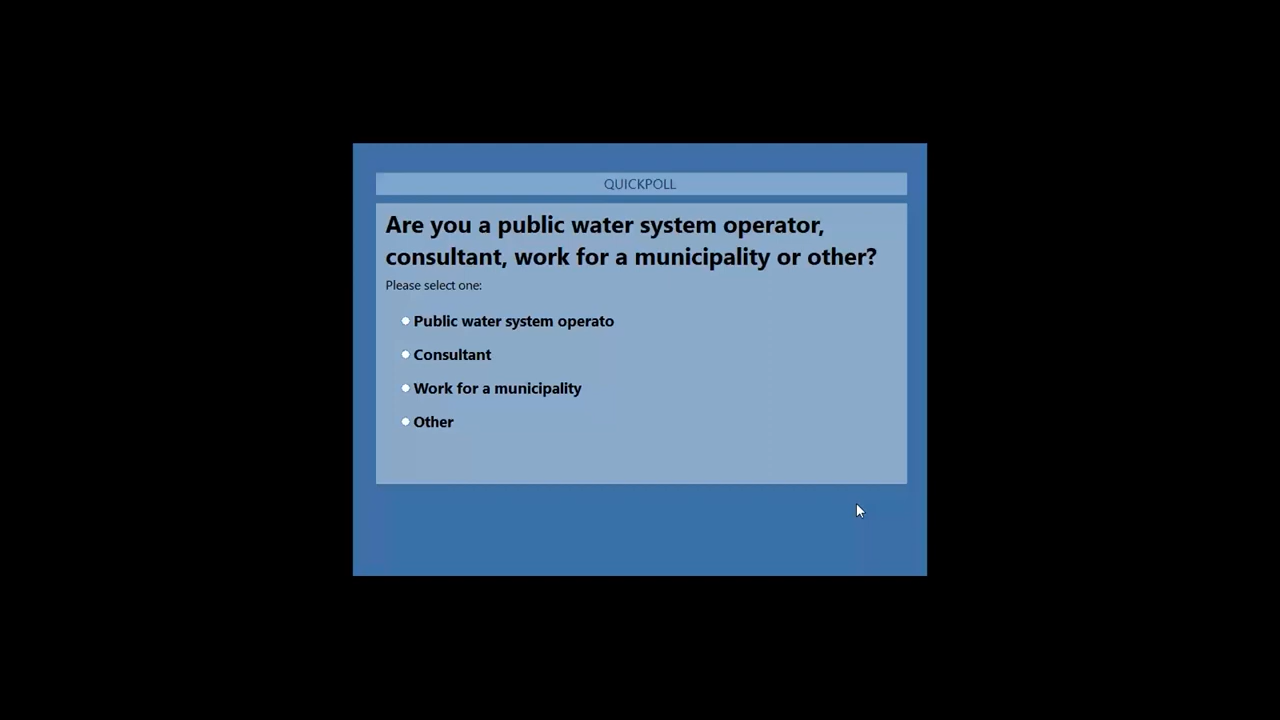 QUICKPOLL
Are you a public water system operator,
consultant, work for a municipality or other?
Please select one:
Public water system operato
Consultant
Work for a municipality
Other